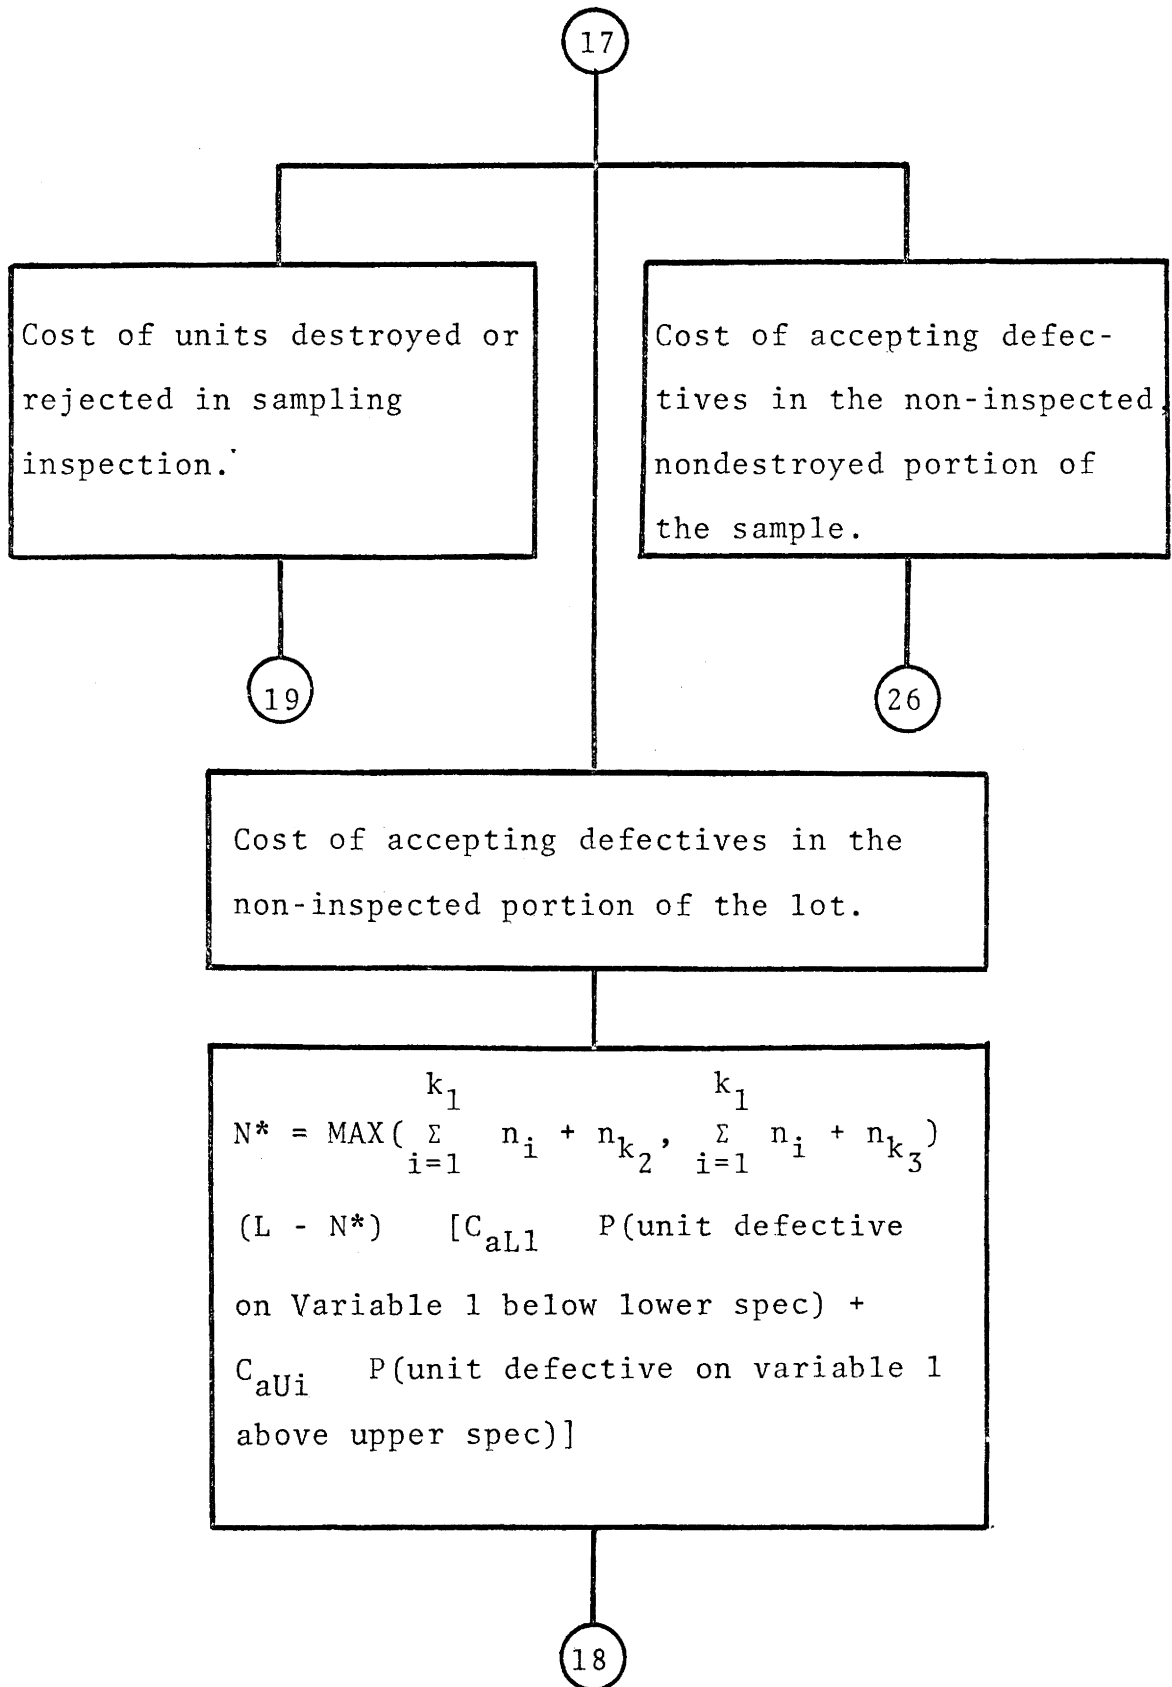 17
Cost of units destroyed or
rejected in sampling
inspection.
Cost of accepting defec-
tives in the non-inspected,
nondestroyed portion of
the sample.
19
26
Cost of accepting defectives in the
non-inspected portion of the lot.
k₁ k₁
N* = MAX( Σ nᵢ + n_k₂, Σ nᵢ + n_k₃)
i=1 i=1
(L - N*) [C_aL1 P(unit defective
on Variable 1 below lower spec) +
C_aUi P(unit defective on variable 1
above upper spec)]
18